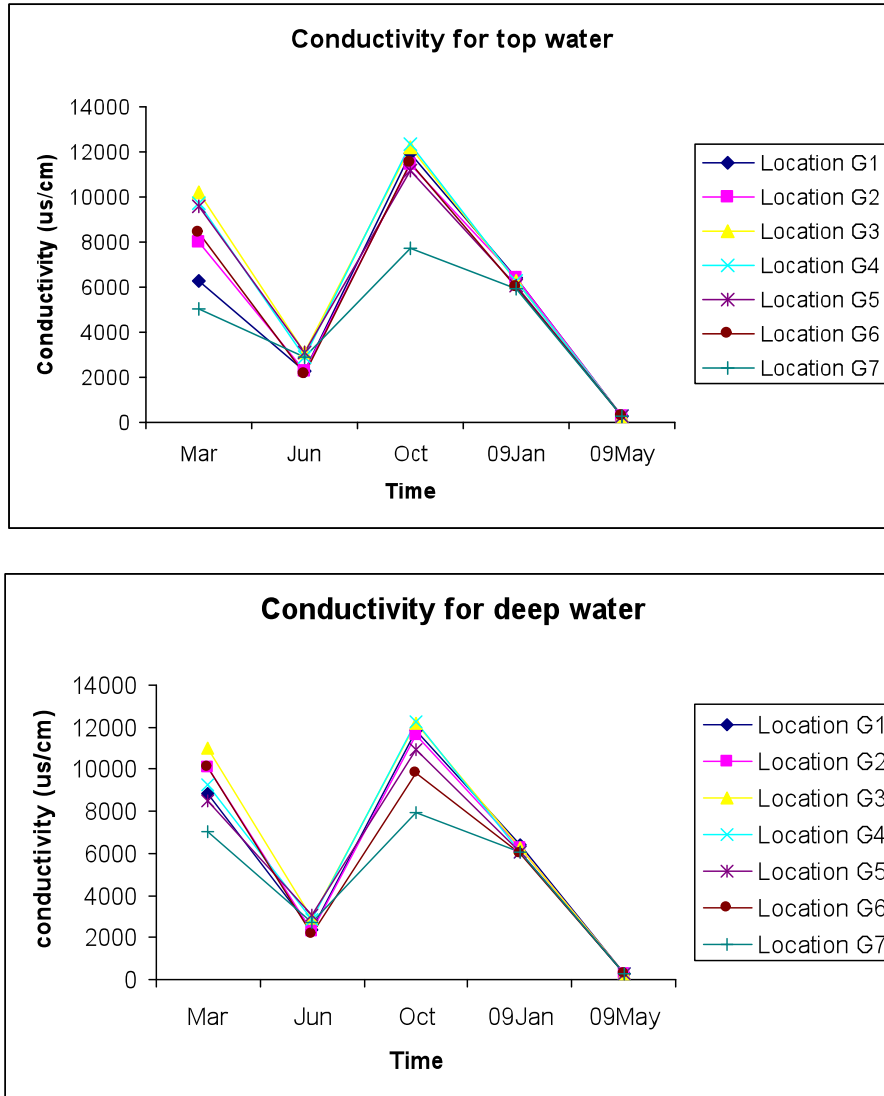 Conductivity for top water
Conductivity (us/cm)
14000
12000
10000
8000
6000
4000
2000
0
Mar Jun Oct 09Jan 09May
Time
Location G1
Location G2
Location G3
Location G4
Location G5
Location G6
Location G7
Conductivity for deep water
conductivity (us/cm)
14000
12000
10000
8000
6000
4000
2000
0
Mar Jun Oct 09Jan 09May
Time
Location G1
Location G2
Location G3
Location G4
Location G5
Location G6
Location G7